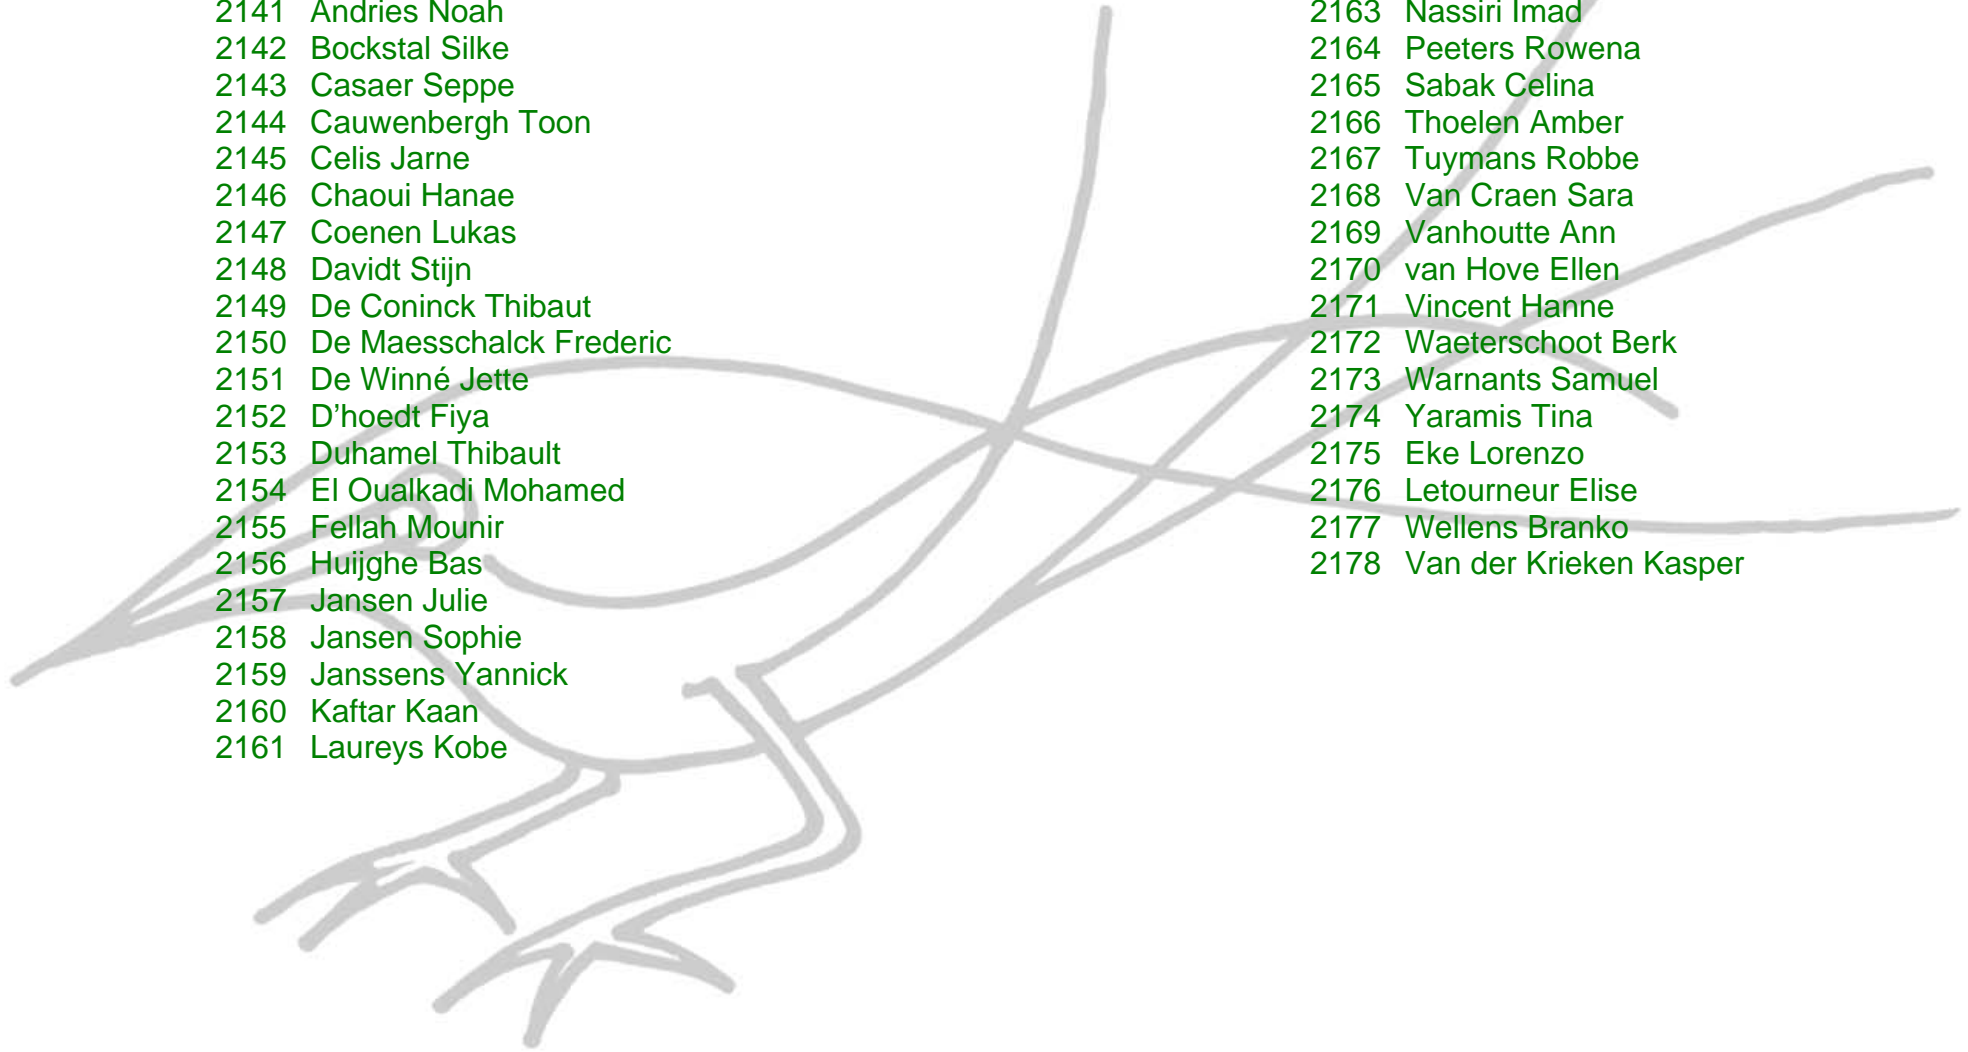 2141 Andries Noah
2142 Bockstal Silke
2143 Casaer Seppe
2144 Cauwenbergh Toon
2145 Celis Jarne
2146 Chaoui Hanae
2147 Coenen Lukas
2148 Davidt Stijn
2149 De Coninck Thibaut
2150 De Maesschalck Frederic
2151 De Winné Jette
2152 D’hoedt Fiya
2153 Duhamel Thibault
2154 El Oualkadi Mohamed
2155 Fellah Mounir
2156 Huijghe Bas
2157 Jansen Julie
2158 Jansen Sophie
2159 Janssens Yannick
2160 Kaftar Kaan
2161 Laureys Kobe
2163 Nassiri Imad
2164 Peeters Rowena
2165 Sabak Celina
2166 Thoelen Amber
2167 Tuymans Robbe
2168 Van Craen Sara
2169 Vanhoutte Ann
2170 van Hove Ellen
2171 Vincent Hanne
2172 Waeterschoot Berk
2173 Warnants Samuel
2174 Yaramis Tina
2175 Eke Lorenzo
2176 Letourneur Elise
2177 Wellens Branko
2178 Van der Krieken Kasper